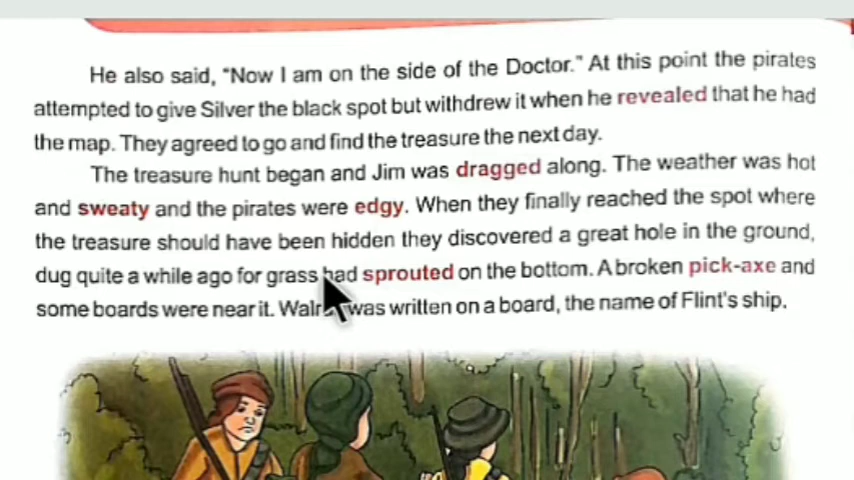 He also said, "Now I am on the side of the Doctor." At this point the pirates
attempted to give Silver the black spot but withdrew it when he revealed that he had
the map. They agreed to go and find the treasure the next day.
The treasure hunt began and Jim was dragged along. The weather was hot
and sweaty and the pirates were edgy. When they finally reached the spot where
the treasure should have been hidden they discovered a great hole in the ground,
dug quite a while ago for grass had sprouted on the bottom. A broken pick-axe and
some boards were near it. was written on a board, the name of Flint's ship.